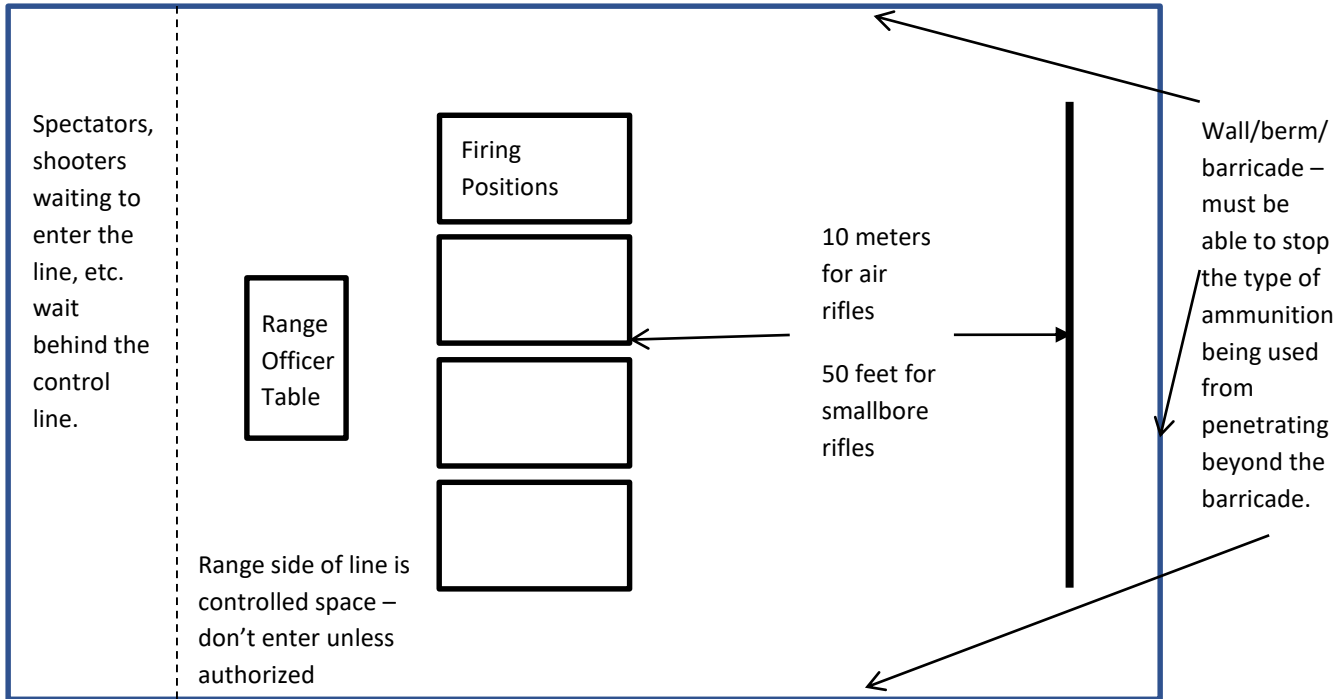 Spectators,
shooters
waiting to
enter the
line, etc.
wait
behind the
control
line.
Range
Officer
Table
Range side of line is
controlled space –
don’t enter unless
authorized
Firing
Positions
10 meters
for air
rifles
50 feet for
smallbore
rifles
Wall/berm/
barricade –
must be
able to stop
the type of
ammunition
being used
from
penetrating
beyond the
barricade.